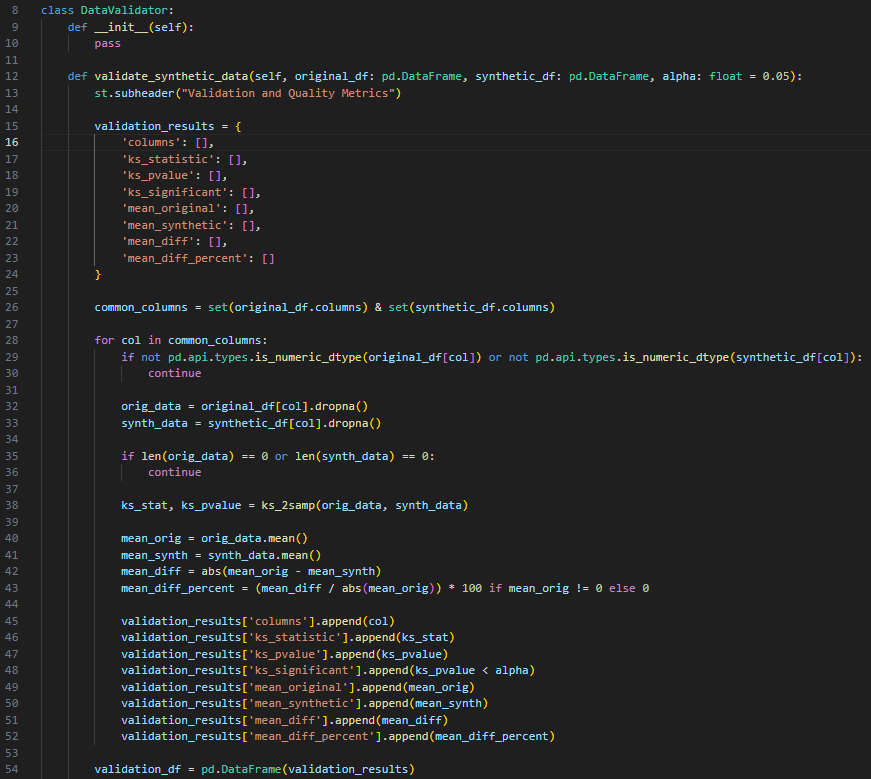 8 class DataValidator:
9     def __init__(self):
10         pass
11
12     def validate_synthetic_data(self, original_df: pd.DataFrame, synthetic_df: pd.DataFrame, alpha: float = 0.05):
13         st.subheader("Validation and Quality Metrics")
14
15         validation_results = {
16             'columns': [],
17             'ks_statistic': [],
18             'ks_pvalue': [],
19             'ks_significant': [],
20             'mean_original': [],
21             'mean_synthetic': [],
22             'mean_diff': [],
23             'mean_diff_percent': []
24         }
25
26         common_columns = set(original_df.columns) & set(synthetic_df.columns)
27
28         for col in common_columns:
29             if not pd.api.types.is_numeric_dtype(original_df[col]) or not pd.api.types.is_numeric_dtype(synthetic_df[col]):
30                 continue
31
32             orig_data = original_df[col].dropna()
33             synth_data = synthetic_df[col].dropna()
34
35             if len(orig_data) == 0 or len(synth_data) == 0:
36                 continue
37
38             ks_stat, ks_pvalue = ks_2samp(orig_data, synth_data)
39
40             mean_orig = orig_data.mean()
41             mean_synth = synth_data.mean()
42             mean_diff = abs(mean_orig - mean_synth)
43             mean_diff_percent = (mean_diff / abs(mean_orig)) * 100 if mean_orig != 0 else 0
44
45             validation_results['columns'].append(col)
46             validation_results['ks_statistic'].append(ks_stat)
47             validation_results['ks_pvalue'].append(ks_pvalue)
48             validation_results['ks_significant'].append(ks_pvalue < alpha)
49             validation_results['mean_original'].append(mean_orig)
50             validation_results['mean_synthetic'].append(mean_synth)
51             validation_results['mean_diff'].append(mean_diff)
52             validation_results['mean_diff_percent'].append(mean_diff_percent)
53
54         validation_df = pd.DataFrame(validation_results)